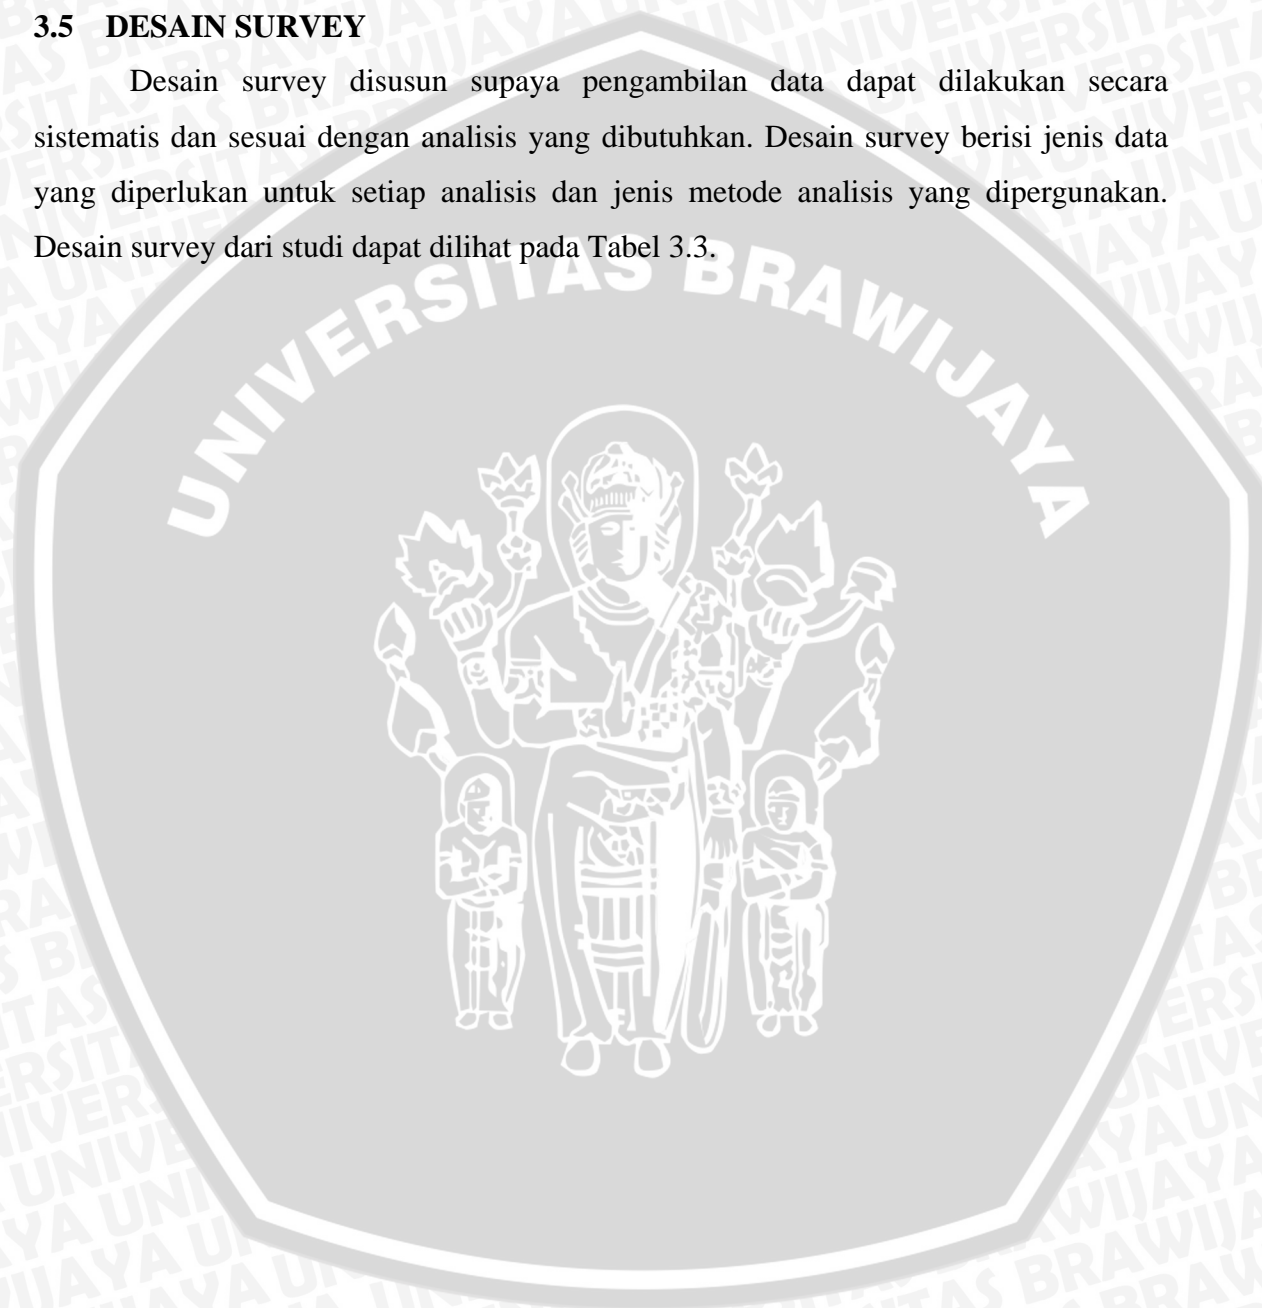 3.5 DESAIN SURVEY
Desain survey disusun supaya pengambilan data dapat dilakukan secara
sistematis dan sesuai dengan analisis yang dibutuhkan. Desain survey berisi jenis data
yang diperlukan untuk setiap analisis dan jenis metode analisis yang dipergunakan.
Desain survey dari studi dapat dilihat pada Tabel 3.3.
UNIVERSITAS BRAWIJAYA